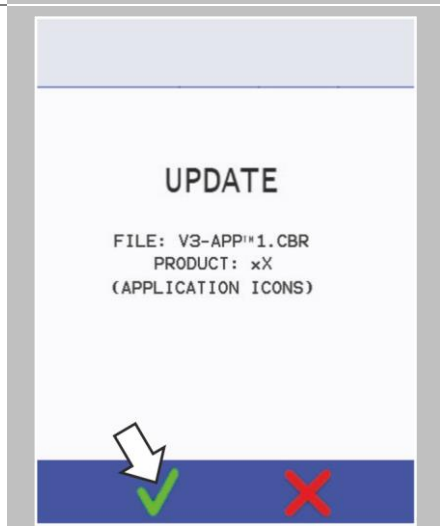 UPDATE
FILE: V3-APP™1.CBR
PRODUCT: xX
(APPLICATION ICONS)